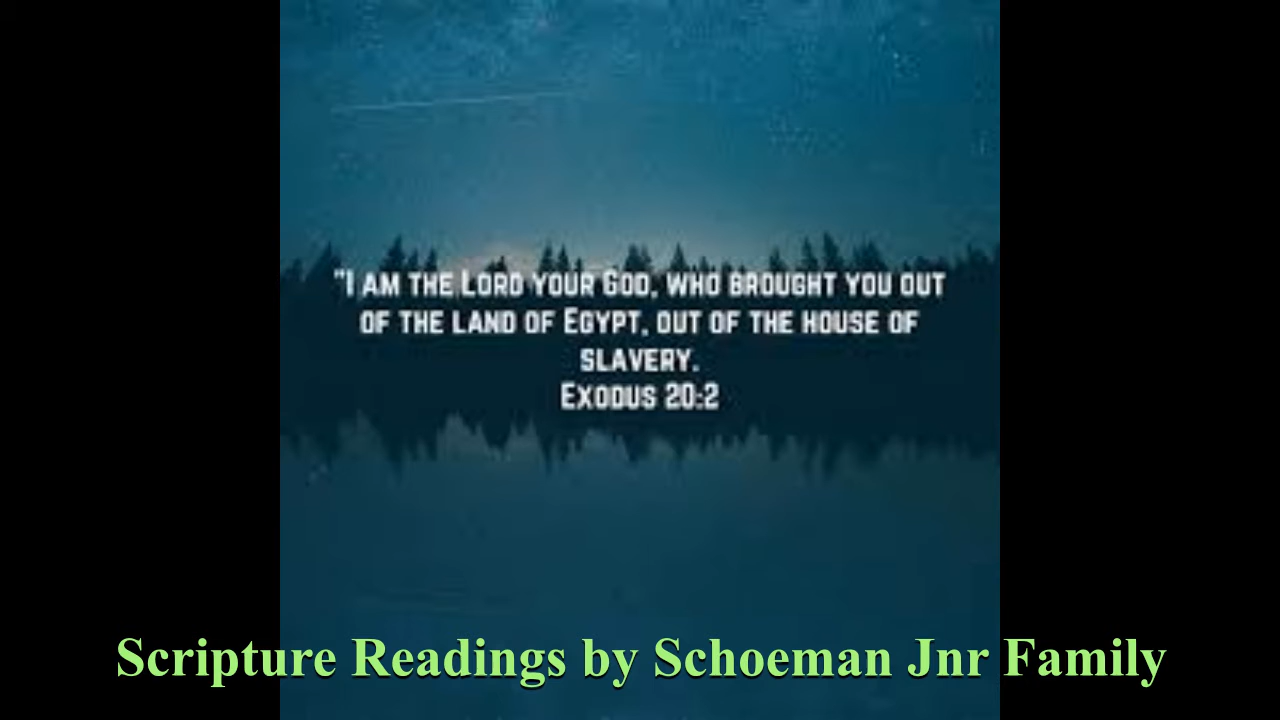 "I am the Lord your God, who brought you out
of the land of Egypt, out of the house of
slavery.
Exodus 20:2
Scripture Readings by Schoeman Jnr Family